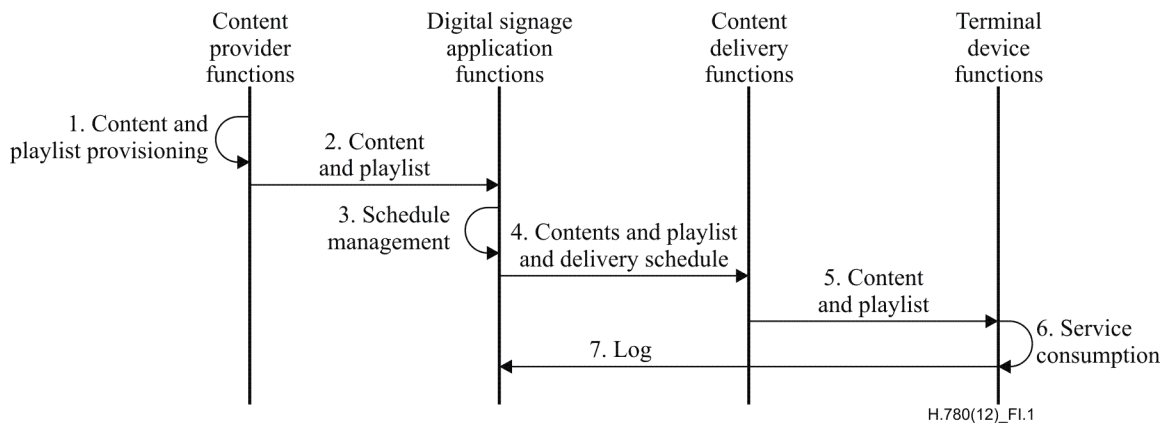 Content
provider
functions
Digital signage
application
functions
Content
delivery
functions
Terminal
device
functions
1. Content and
playlist provisioning
2. Content
and playlist
3. Schedule
management
4. Contents and playlist
and delivery schedule
5. Content
and playlist
6. Service
consumption
7. Log
H.780(12)_FI.1